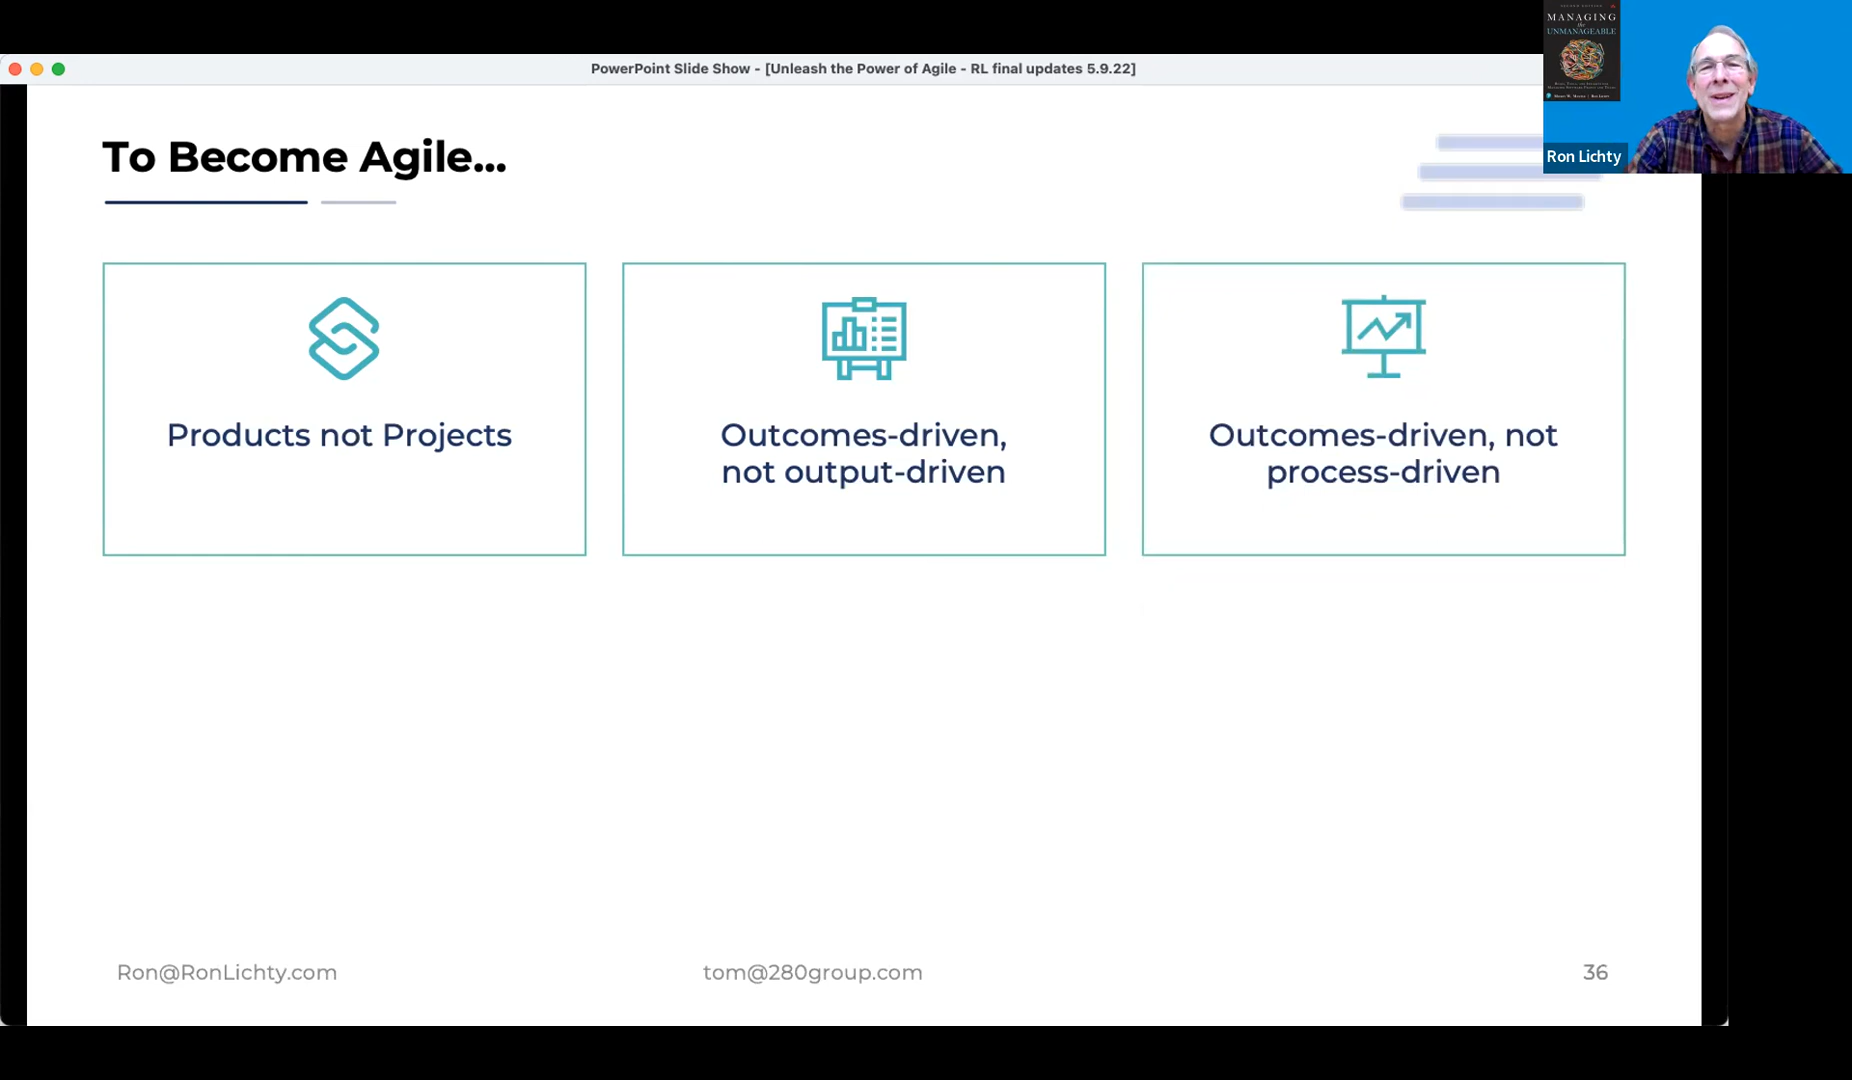 PowerPoint Slide Show - [Unleash the Power of Agile - RL final updates 5.9.22]
MANAGING
the
UNMANAGEABLE
Ron Lichty
To Become Agile...
Products not Projects
Outcomes-driven,
not output-driven
Outcomes-driven, not
process-driven
Ron@RonLichty.com
tom@280group.com
36